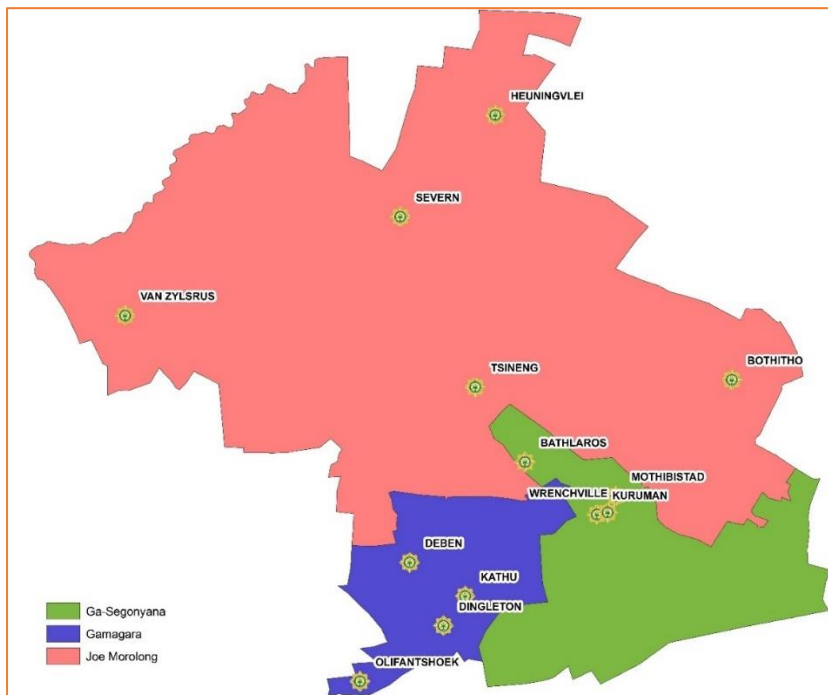 HEUNINGVLEI
SEVERN
VAN ZYLSRUS
TSINENG
BOTHITHO
BATHLAROS
MOTHIBISTAD
WRENCHVILLE
KURUMAN
DEBEN
KATHU
DINGLETON
OLIFANTSHOEK
Ga-Segonyana
Gamagara
Joe Morolong